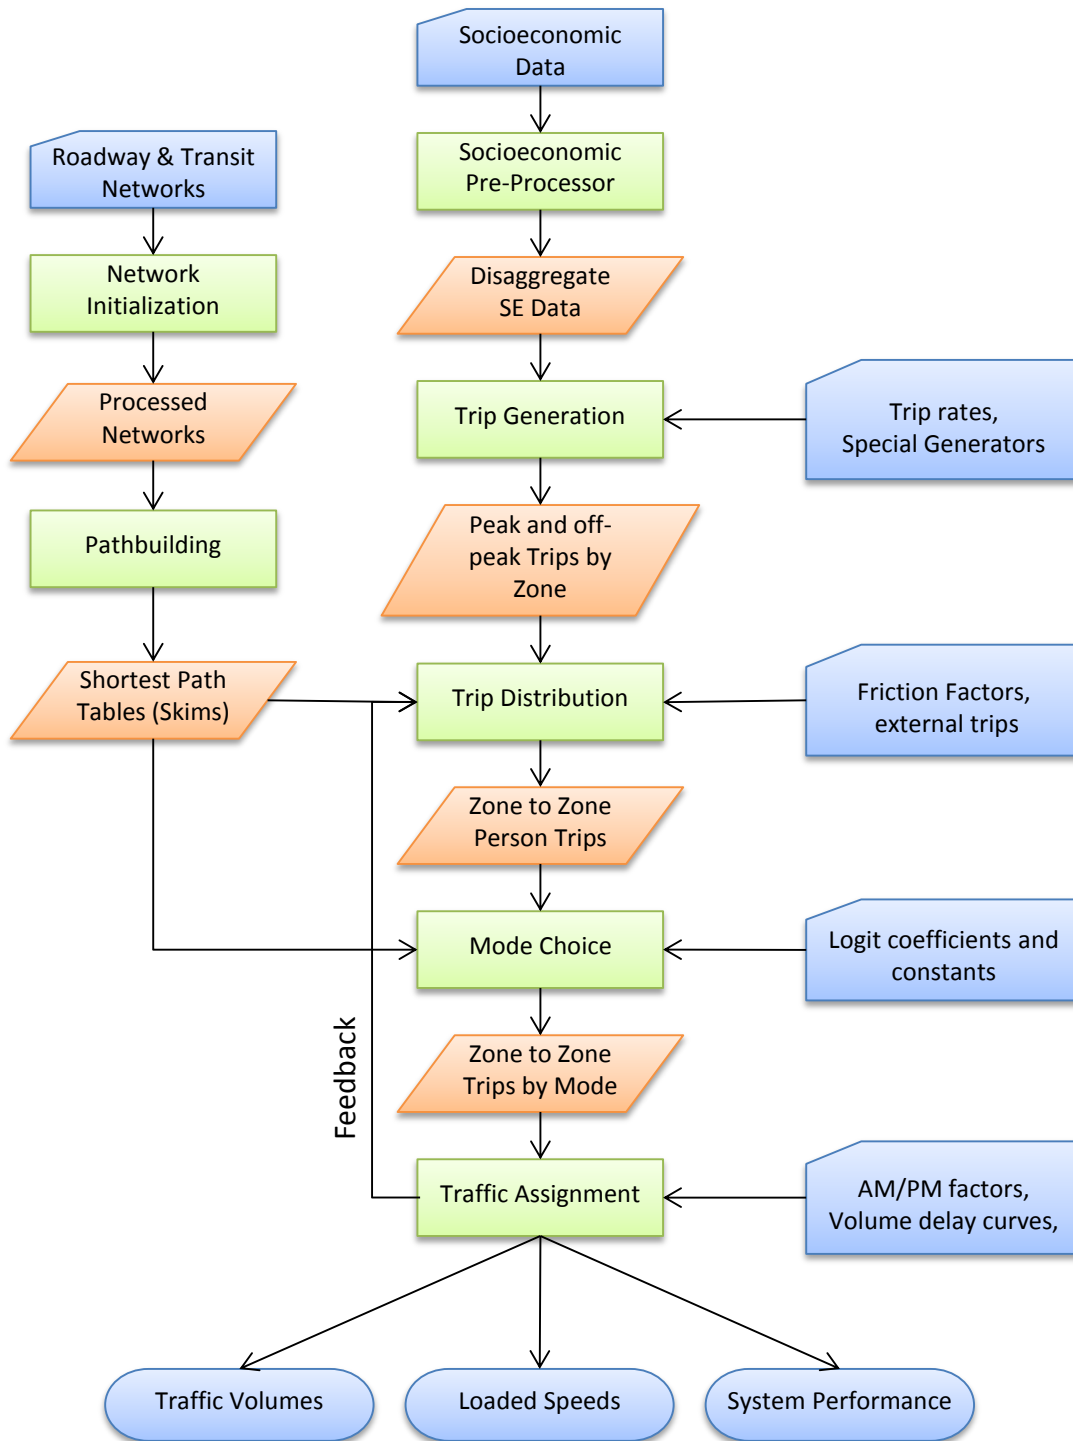 Socioeconomic
Data
Roadway & Transit
Networks
Socioeconomic
Pre-Processor
Network
Initialization
Disaggregate
SE Data
Processed
Networks
Trip Generation
Trip rates,
Special Generators
Pathbuilding
Peak and off-
peak Trips by
Zone
Shortest Path
Tables (Skims)
Trip Distribution
Friction Factors,
external trips
Zone to Zone
Person Trips
Mode Choice
Logit coefficients and
constants
Feedback
Zone to Zone
Trips by Mode
Traffic Assignment
AM/PM factors,
Volume delay curves,
Traffic Volumes
Loaded Speeds
System Performance